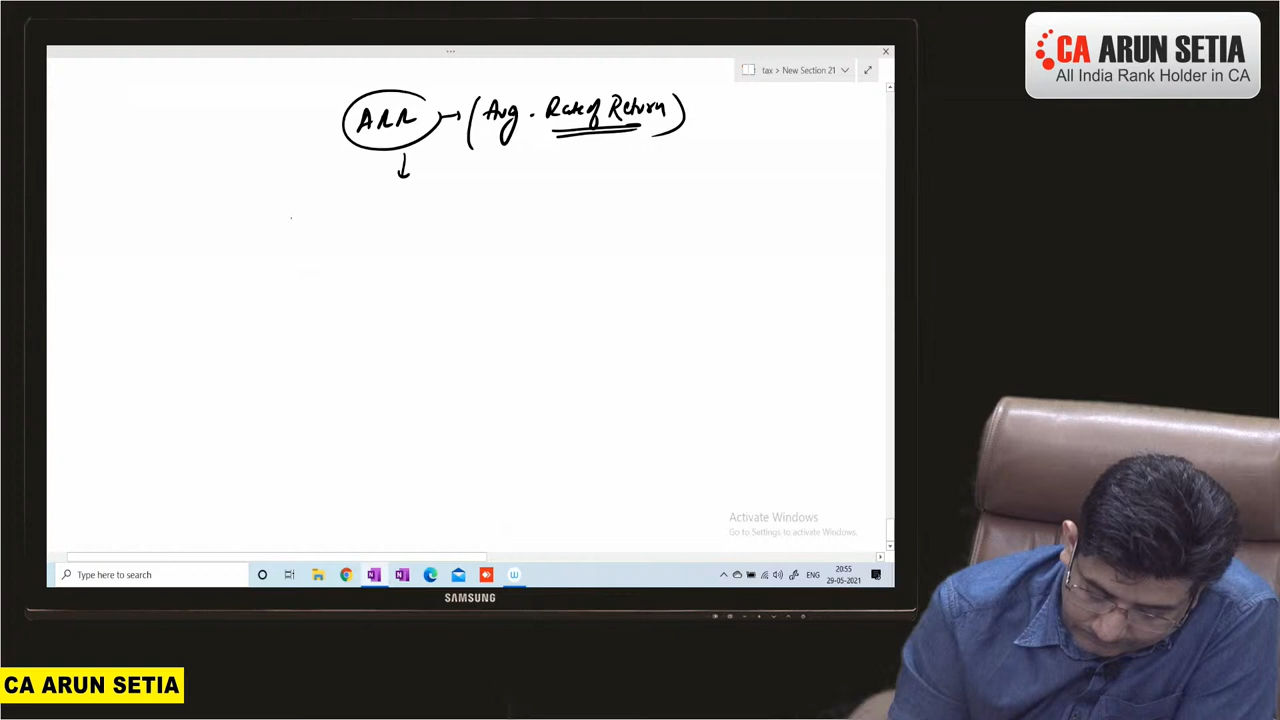 CA ARUN SETIA
All India Rank Holder in CA
tax > New Section 21
ARR → (Avg. Rate of Return)
Activate Windows
Go to Settings to activate Windows.
Type here to search
ENG
20:55
29-05-2021
SAMSUNG
CA ARUN SETIA